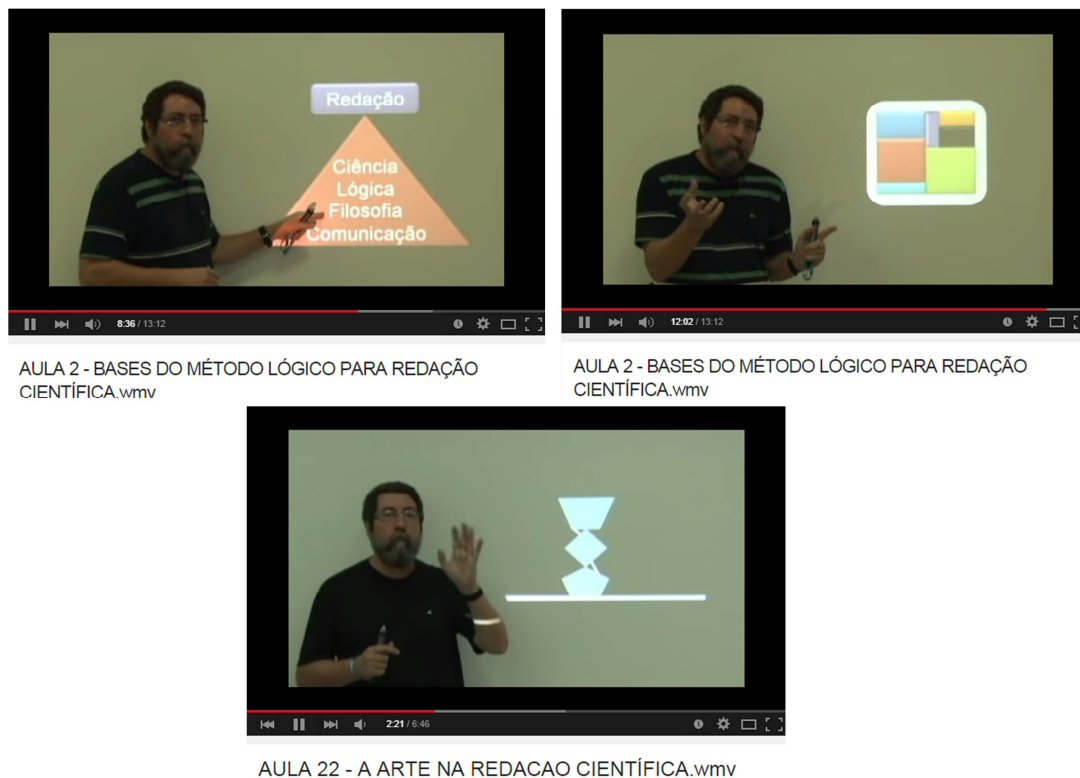 Redação
Ciência
Lógica
Filosofia
Comunicação
8:36 / 13:12
AULA 2 - BASES DO MÉTODO LÓGICO PARA REDAÇÃO
CIENTÍFICA.wmv
12:02 / 13:12
AULA 2 - BASES DO MÉTODO LÓGICO PARA REDAÇÃO
CIENTÍFICA.wmv
2:21 / 6:46
AULA 22 - A ARTE NA REDACAO CIENTÍFICA.wmv